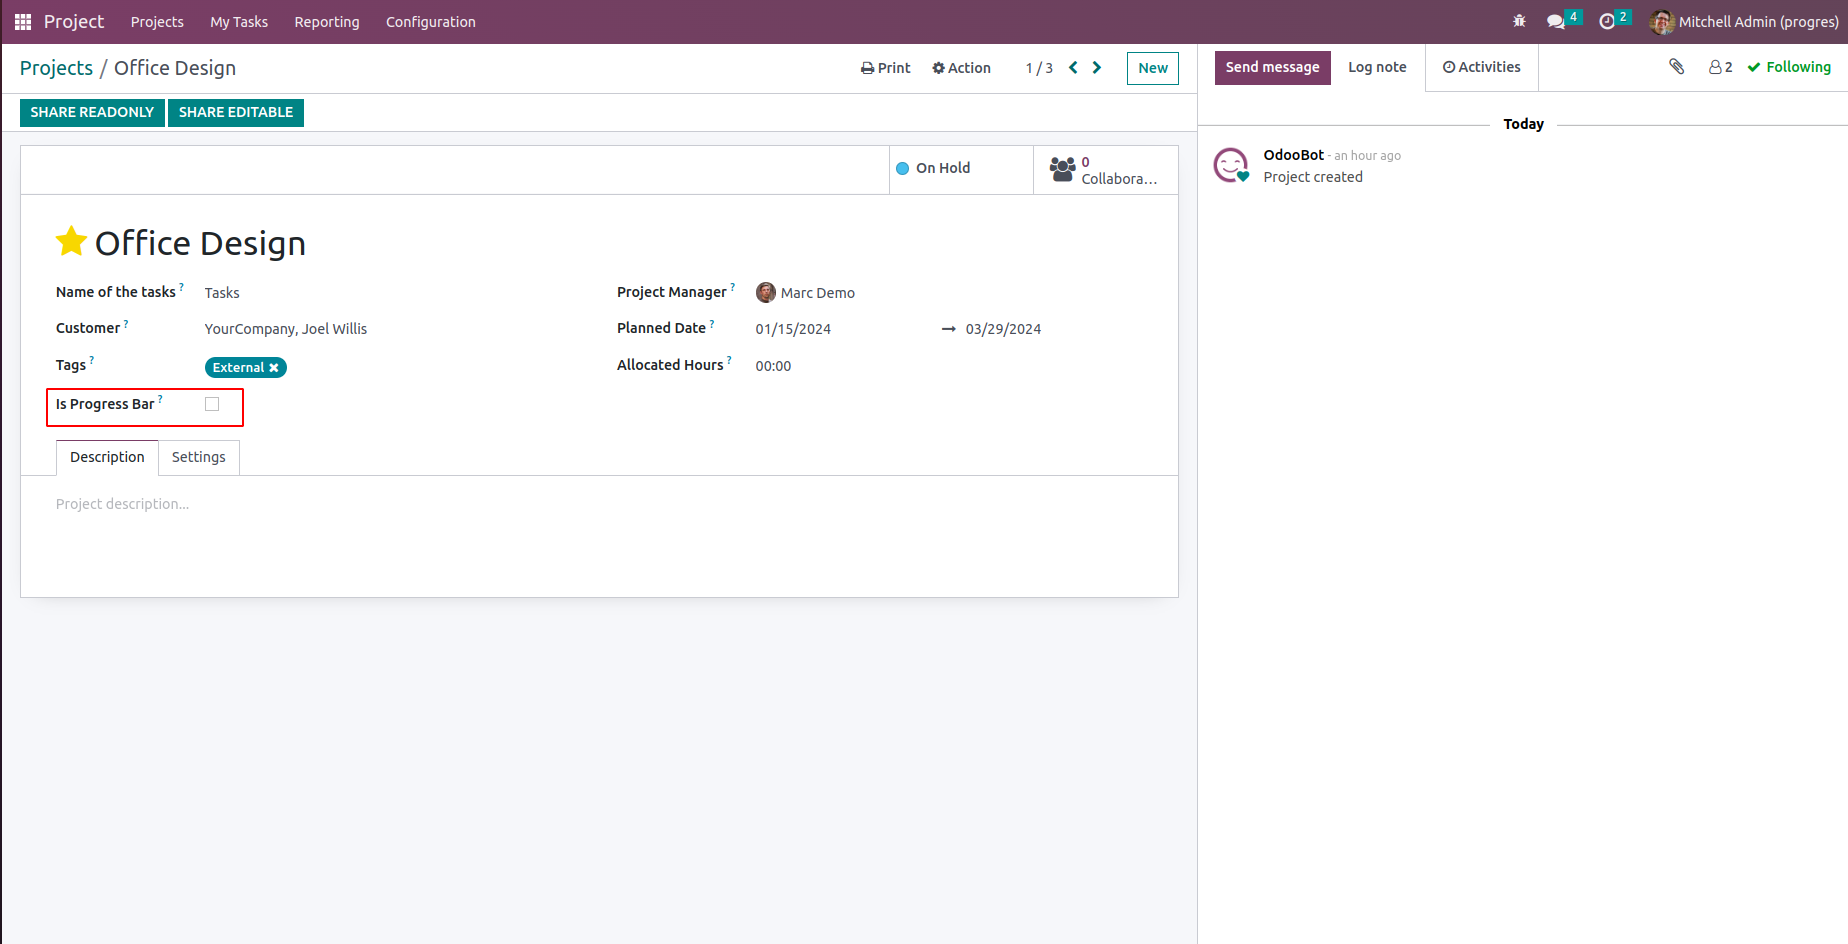 Project Projects My Tasks Reporting Configuration 4 2 Mitchell Admin (progres)
Projects / Office Design Print Action 1 / 3 New Send message Log note Activities 2 Following
SHARE READONLY SHARE EDITABLE
Today
On Hold 0 Collabora...
OdooBot - an hour ago
Project created
Office Design
Name of the tasks ? Tasks Project Manager ? Marc Demo
Customer ? YourCompany, Joel Willis Planned Date ? 01/15/2024 → 03/29/2024
Tags ? External ✖ Allocated Hours ? 00:00
Is Progress Bar ?
Description Settings
Project description...